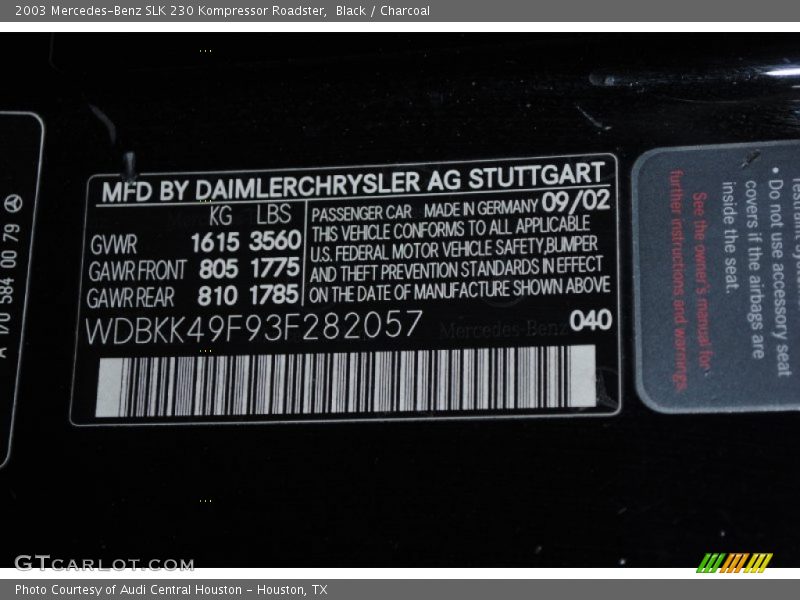 2003 Mercedes-Benz SLK 230 Kompressor Roadster, Black / Charcoal
A 170 584 00 79
MFD BY DAIMLERCHRYSLER AG STUTTGART
KG LBS
GVWR 1615 3560
GAWR FRONT 805 1775
GAWR REAR 810 1785
PASSENGER CAR MADE IN GERMANY 09/02
THIS VEHICLE CONFORMS TO ALL APPLICABLE
U.S. FEDERAL MOTOR VEHICLE SAFETY,BUMPER
AND THEFT PREVENTION STANDARDS IN EFFECT
ON THE DATE OF MANUFACTURE SHOWN ABOVE
WDBKK49F93F282057 Mercedes-Benz 040
• Do not use accessory seat
covers if the airbags are
inside the seat.
See the owner's manual for
further instructions and warnings.
GTCARLOT.COM
Photo Courtesy of Audi Central Houston - Houston, TX